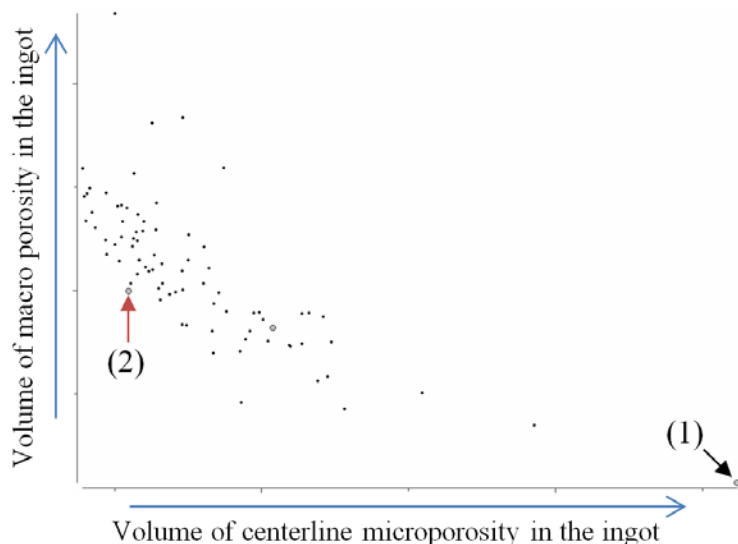 Volume of macro porosity in the ingot
(2)
(1)
Volume of centerline microporosity in the ingot